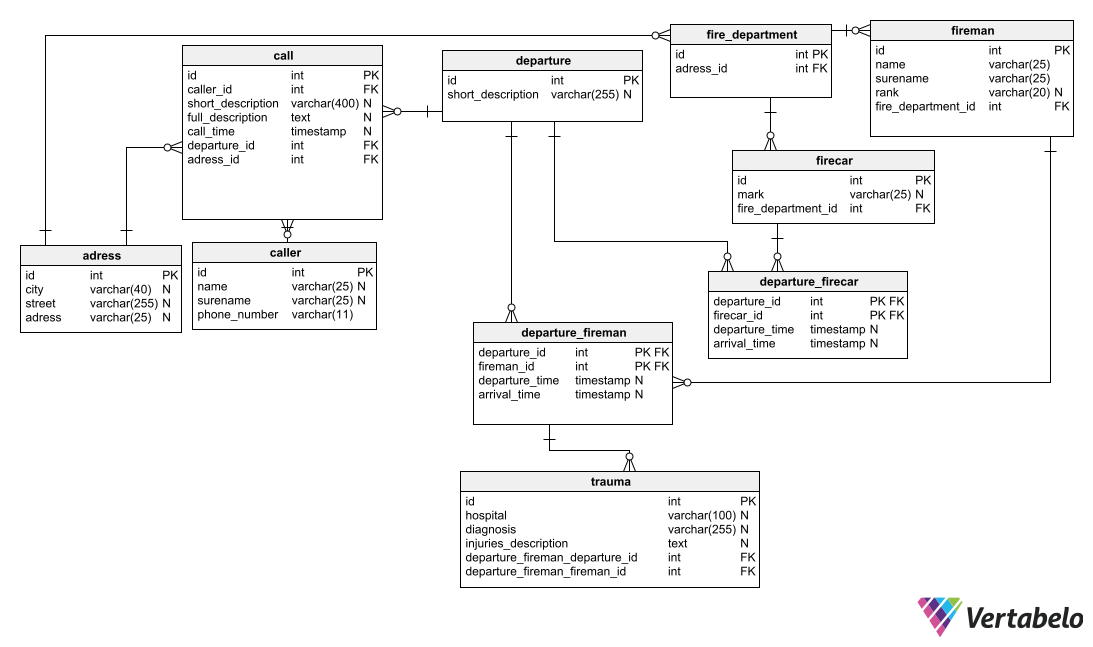 fire_department
id int PK
adress_id int FK
fireman
id int PK
name varchar(25)
surename varchar(25)
rank varchar(20) N
fire_department_id int FK
call
id int PK
caller_id int FK
short_description varchar(400) N
full_description text N
call_time timestamp N
departure_id int FK
adress_id int FK
departure
id int PK
short_description varchar(255) N
firecar
id int PK
mark varchar(25) N
fire_department_id int FK
adress
id int PK
city varchar(40) N
street varchar(255) N
adress varchar(25) N
caller
id int PK
name varchar(25) N
surename varchar(25) N
phone_number varchar(11)
departure_firecar
departure_id int PK FK
firecar_id int PK FK
departure_time timestamp N
arrival_time timestamp N
departure_fireman
departure_id int PK FK
fireman_id int PK FK
departure_time timestamp N
arrival_time timestamp N
trauma
id int PK
hospital varchar(100) N
diagnosis varchar(255) N
injuries_description text N
departure_fireman_departure_id int FK
departure_fireman_fireman_id int FK
Vertabelo